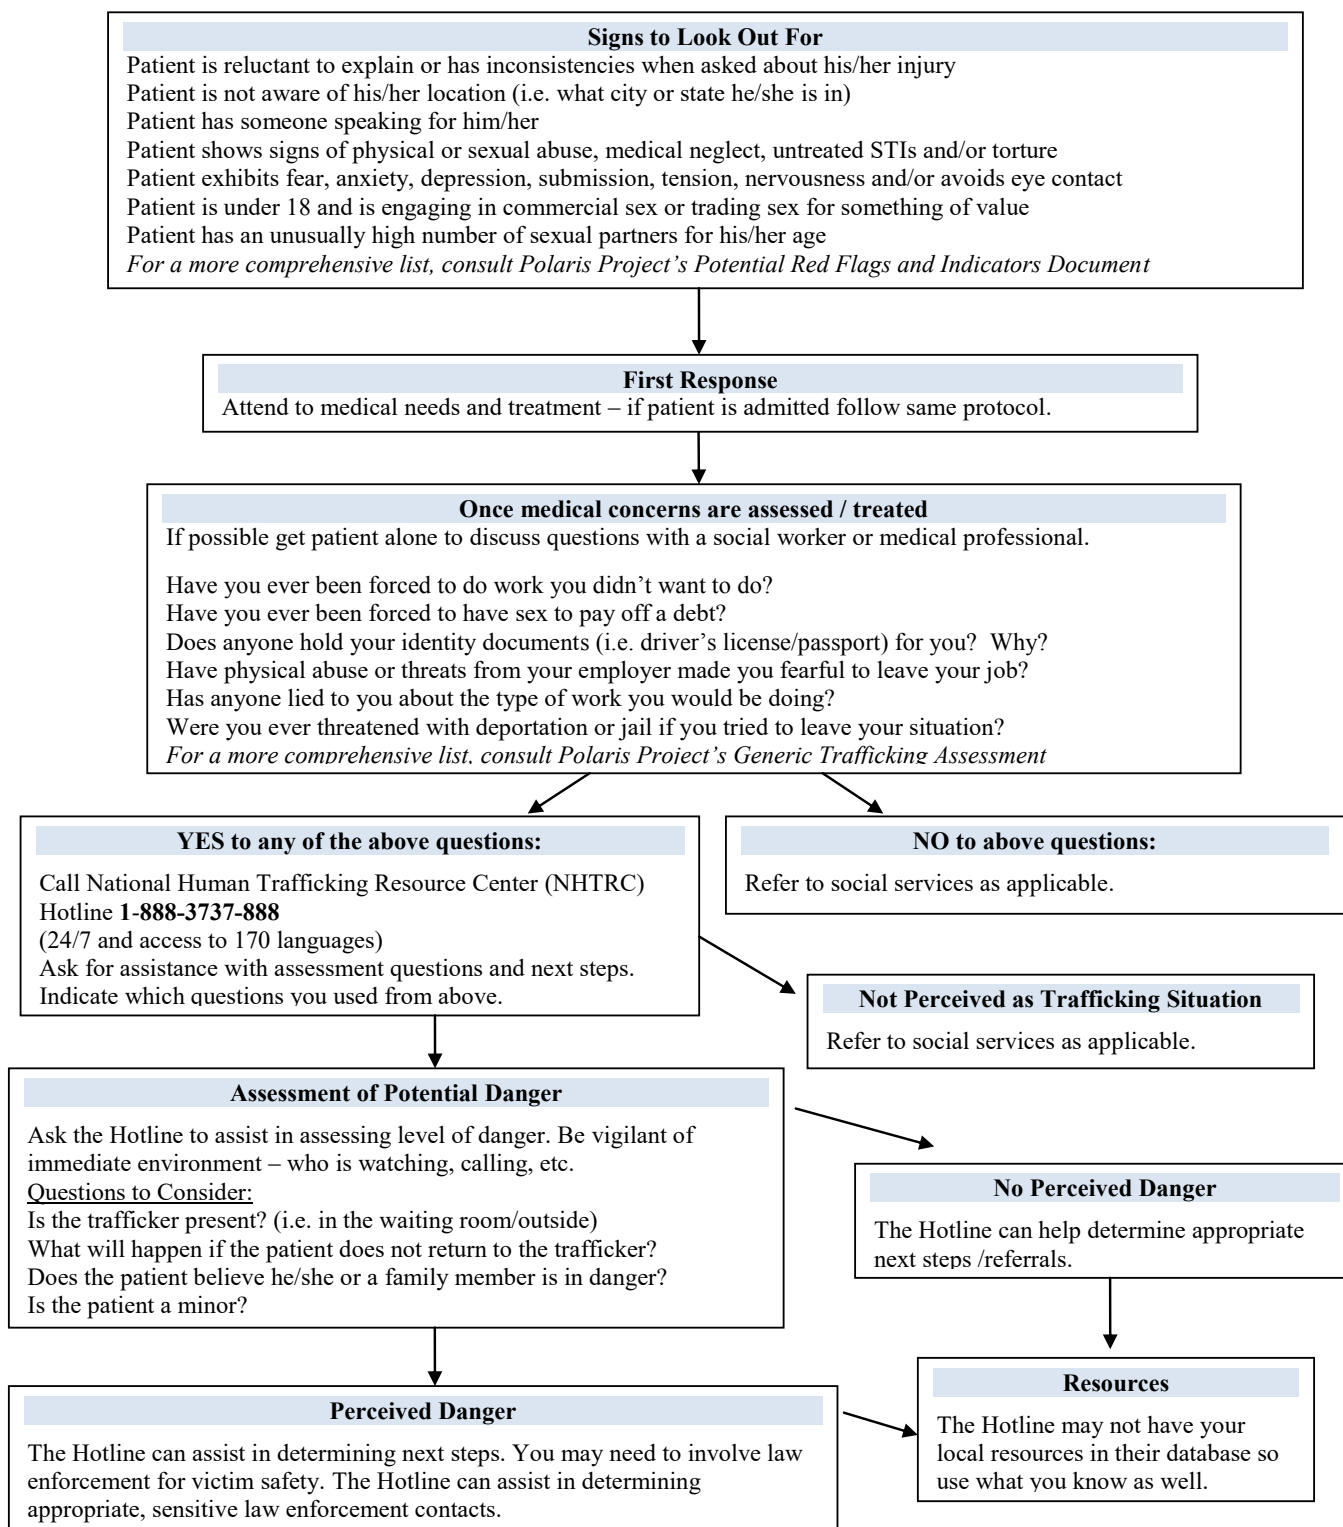 Signs to Look Out For
Patient is reluctant to explain or has inconsistencies when asked about his/her injury
Patient is not aware of his/her location (i.e. what city or state he/she is in)
Patient has someone speaking for him/her
Patient shows signs of physical or sexual abuse, medical neglect, untreated STIs and/or torture
Patient exhibits fear, anxiety, depression, submission, tension, nervousness and/or avoids eye contact
Patient is under 18 and is engaging in commercial sex or trading sex for something of value
Patient has an unusually high number of sexual partners for his/her age
For a more comprehensive list, consult Polaris Project's Potential Red Flags and Indicators Document
First Response
Attend to medical needs and treatment – if patient is admitted follow same protocol.
Once medical concerns are assessed / treated
If possible get patient alone to discuss questions with a social worker or medical professional.
Have you ever been forced to do work you didn't want to do?
Have you ever been forced to have sex to pay off a debt?
Does anyone hold your identity documents (i.e. driver's license/passport) for you?  Why?
Have physical abuse or threats from your employer made you fearful to leave your job?
Has anyone lied to you about the type of work you would be doing?
Were you ever threatened with deportation or jail if you tried to leave your situation?
For a more comprehensive list, consult Polaris Project's Generic Trafficking Assessment
YES to any of the above questions:
Call National Human Trafficking Resource Center (NHTRC)
Hotline 1-888-3737-888
(24/7 and access to 170 languages)
Ask for assistance with assessment questions and next steps.
Indicate which questions you used from above.
NO to above questions:
Refer to social services as applicable.
Not Perceived as Trafficking Situation
Refer to social services as applicable.
Assessment of Potential Danger
Ask the Hotline to assist in assessing level of danger. Be vigilant of
immediate environment – who is watching, calling, etc.
Questions to Consider:
Is the trafficker present? (i.e. in the waiting room/outside)
What will happen if the patient does not return to the trafficker?
Does the patient believe he/she or a family member is in danger?
Is the patient a minor?
No Perceived Danger
The Hotline can help determine appropriate
next steps /referrals.
Perceived Danger
The Hotline can assist in determining next steps. You may need to involve law
enforcement for victim safety. The Hotline can assist in determining
appropriate, sensitive law enforcement contacts.
Resources
The Hotline may not have your
local resources in their database so
use what you know as well.